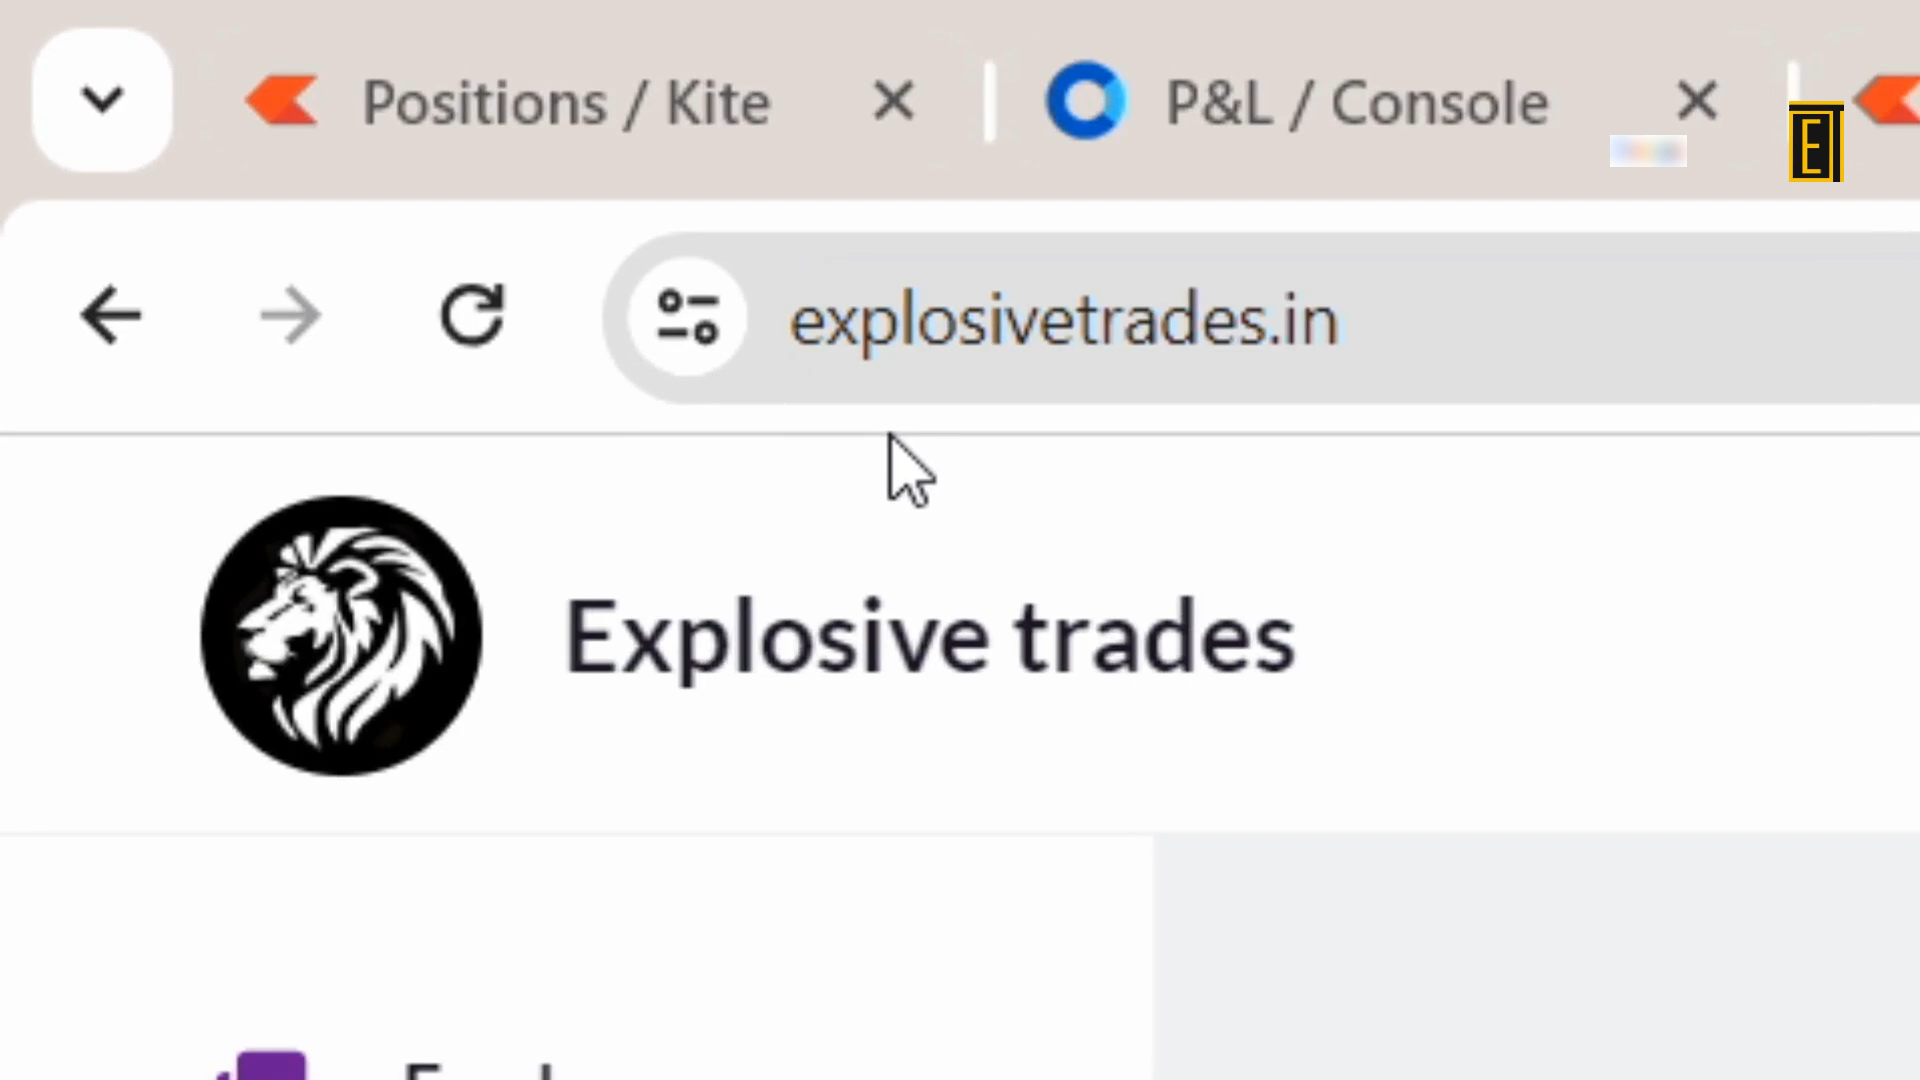 Positions / Kite
P&L / Console
E
explosivetrades.in
Explosive trades